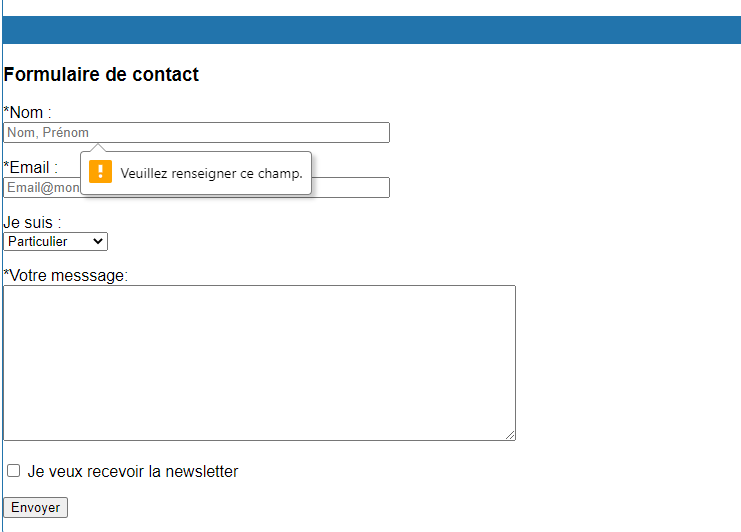 Formulaire de contact
*Nom :
Nom, Prénom
*Email :
Veuillez renseigner ce champ.
Email@mon
Je suis :
Particulier
*Votre messsage:
Je veux recevoir la newsletter
Envoyer